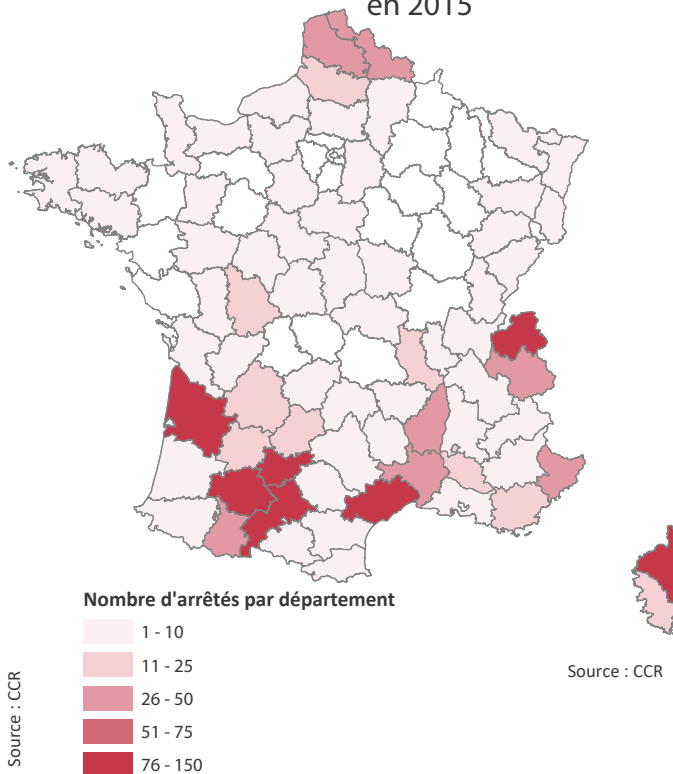 en 2015
Nombre d'arrêtés par département
1 - 10
11 - 25
26 - 50
51 - 75
76 - 150
Source : CCR
Source : CCR